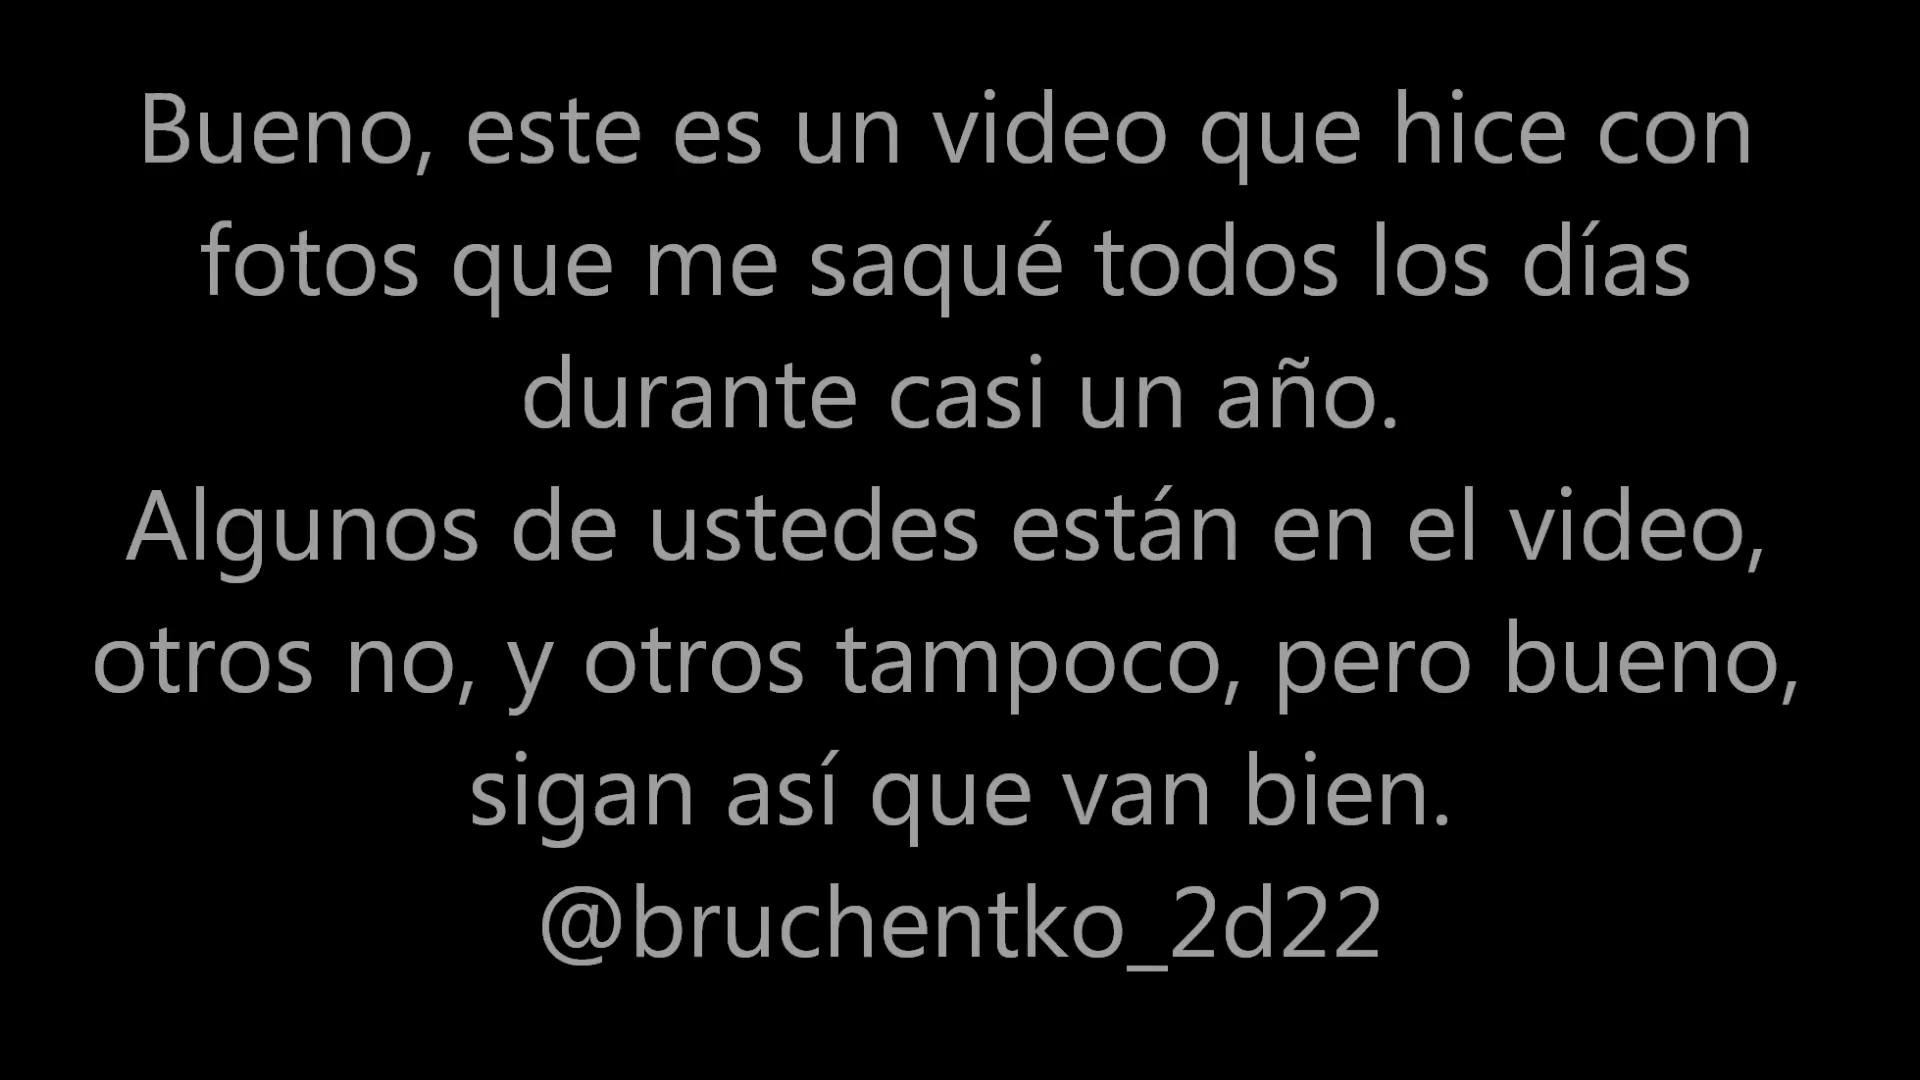 Bueno, este es un video que hice con
fotos que me saqué todos los días
durante casi un año.
Algunos de ustedes están en el video,
otros no, y otros tampoco, pero bueno,
sigan así que van bien.
@bruchentko_2d22